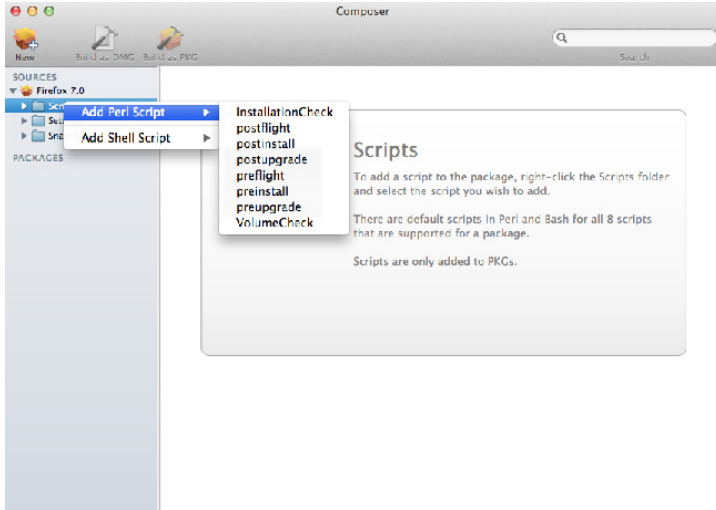 Composer
New
Build as DMG
Build as PKG
Search
SOURCES
Firefox 7.0
Add Perl Script
Add Shell Script
PACKAGES
InstallationCheck
postflight
postinstall
postupgrade
preflight
preinstall
preupgrade
VolumeCheck
Scripts
To add a script to the package, right-click the Scripts folder
and select the script you wish to add.
There are default scripts in Perl and Bash for all 8 scripts
that are supported for a package.
Scripts are only added to PKGs.